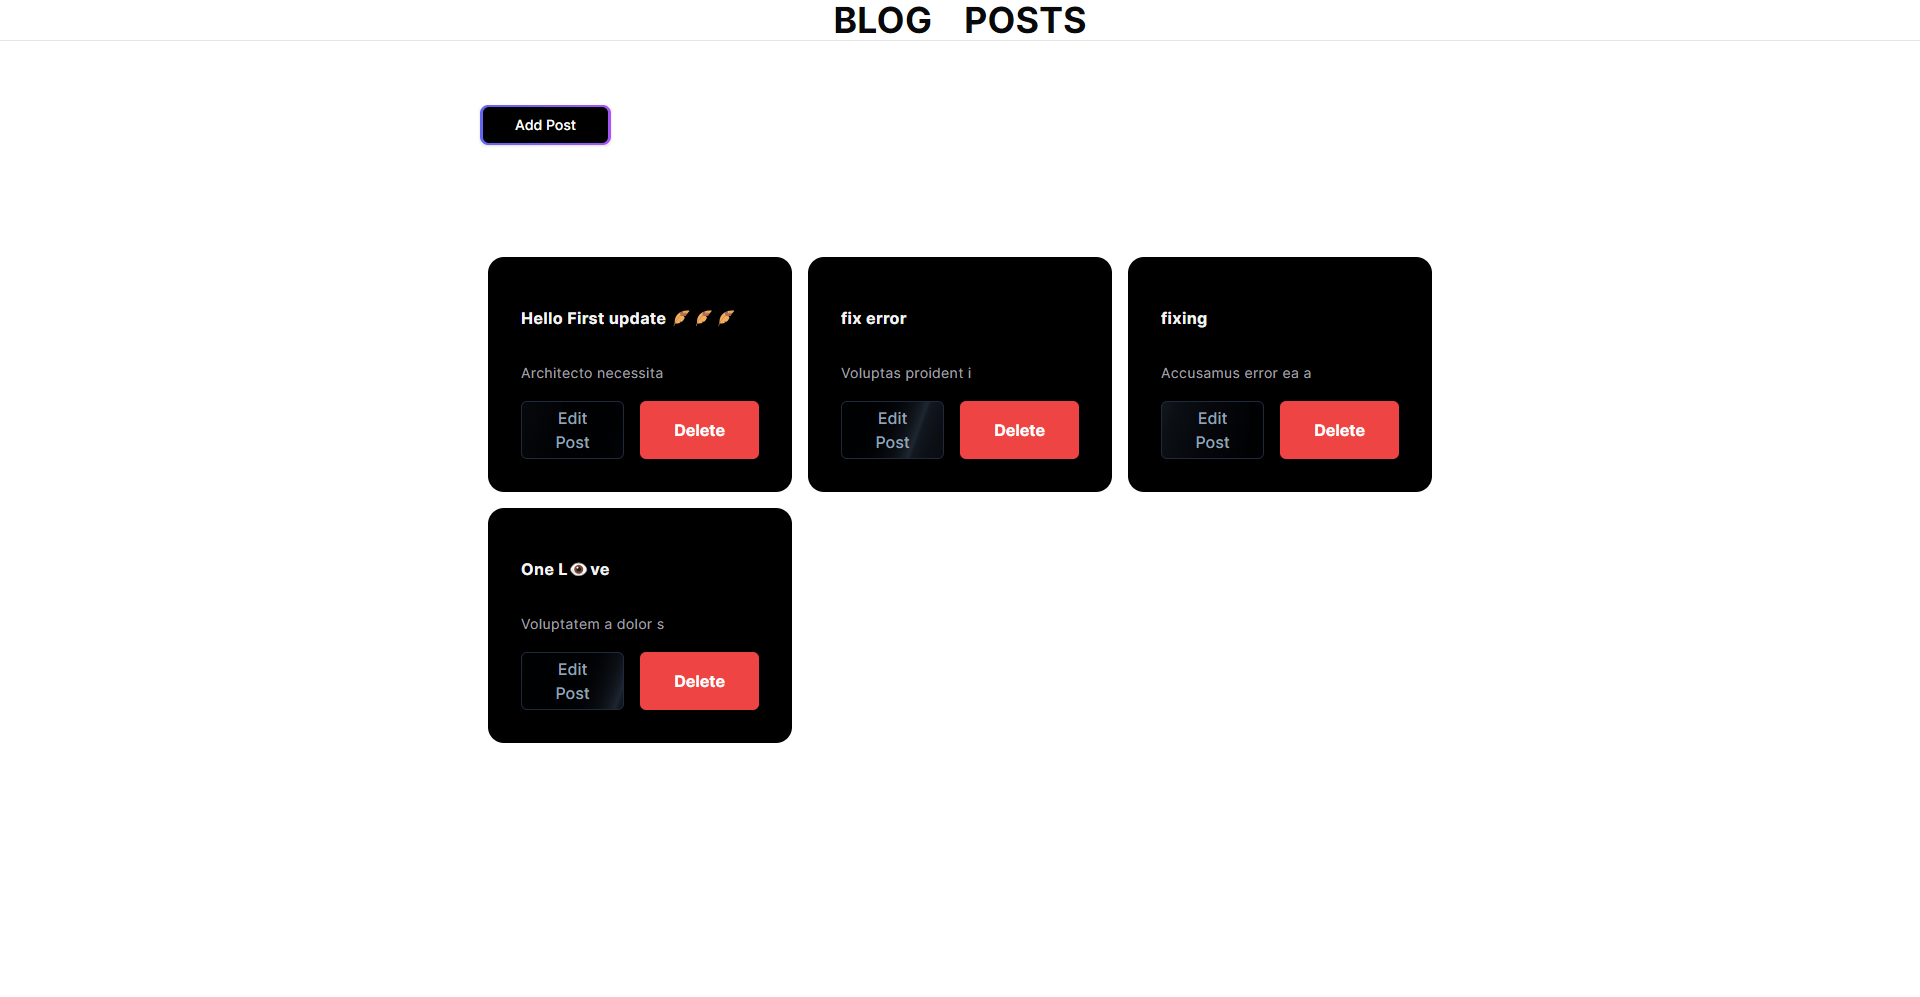 BLOG POSTS
Add Post
Hello First update 🍂 🍂 🍂
Architecto necessita
Edit
Post
Delete
fix error
Voluptas proident i
Edit
Post
Delete
fixing
Accusamus error ea a
Edit
Post
Delete
One L👁️ve
Voluptatem a dolor s
Edit
Post
Delete